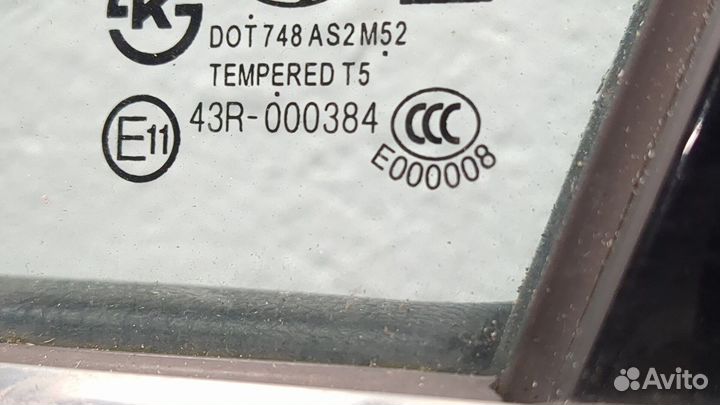 K
DOT 748 AS2 M52
TEMPERED T5
E11 43R-000384 CCC
E000008
Avito